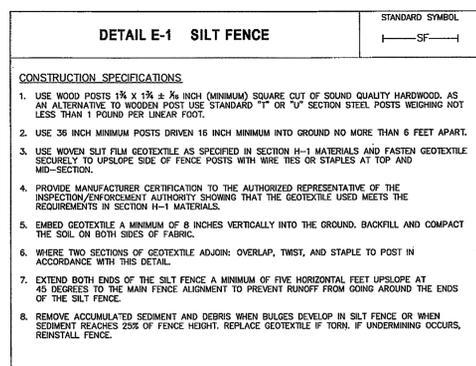 DETAIL E-1 SILT FENCE
STANDARD SYMBOL
SF
CONSTRUCTION SPECIFICATIONS
1. USE WOOD POSTS 1¾ X 1¾ ± 1/16 INCH (MINIMUM) SQUARE CUT OF SOUND QUALITY HARDWOOD. AS
AN ALTERNATIVE TO WOODEN POST USE STANDARD "T" OR "U" SECTION STEEL POSTS WEIGHING NOT
LESS THAN 1 POUND PER LINEAR FOOT.
2. USE 36 INCH MINIMUM POSTS DRIVEN 16 INCH MINIMUM INTO GROUND NO MORE THAN 6 FEET APART.
3. USE WOVEN SLIT FILM GEOTEXTILE AS SPECIFIED IN SECTION H-1 MATERIALS AND FASTEN GEOTEXTILE
SECURELY TO UPSLOPE SIDE OF FENCE POSTS WITH WIRE TIES OR STAPLES AT TOP AND
MID-SECTION.
4. PROVIDE MANUFACTURER CERTIFICATION TO THE AUTHORIZED REPRESENTATIVE OF THE
INSPECTION/ENFORCEMENT AUTHORITY SHOWING THAT THE GEOTEXTILE USED MEETS THE
REQUIREMENTS IN SECTION H-1 MATERIALS.
5. EMBED GEOTEXTILE A MINIMUM OF 8 INCHES VERTICALLY INTO THE GROUND. BACKFILL AND COMPACT
THE SOIL ON BOTH SIDES OF FABRIC.
6. WHERE TWO SECTIONS OF GEOTEXTILE ADJOIN: OVERLAP, TWIST, AND STAPLE TO POST IN
ACCORDANCE WITH THIS DETAIL.
7. EXTEND BOTH ENDS OF THE SILT FENCE A MINIMUM OF FIVE HORIZONTAL FEET UPSLOPE AT
45 DEGREES TO THE MAIN FENCE ALIGNMENT TO PREVENT RUNOFF FROM GOING AROUND THE ENDS
OF THE SILT FENCE.
8. REMOVE ACCUMULATED SEDIMENT AND DEBRIS WHEN BULGES DEVELOP IN SILT FENCE OR WHEN
SEDIMENT REACHES 25% OF FENCE HEIGHT. REPLACE GEOTEXTILE IF TORN. IF UNDERMINING OCCURS,
REINSTALL FENCE.